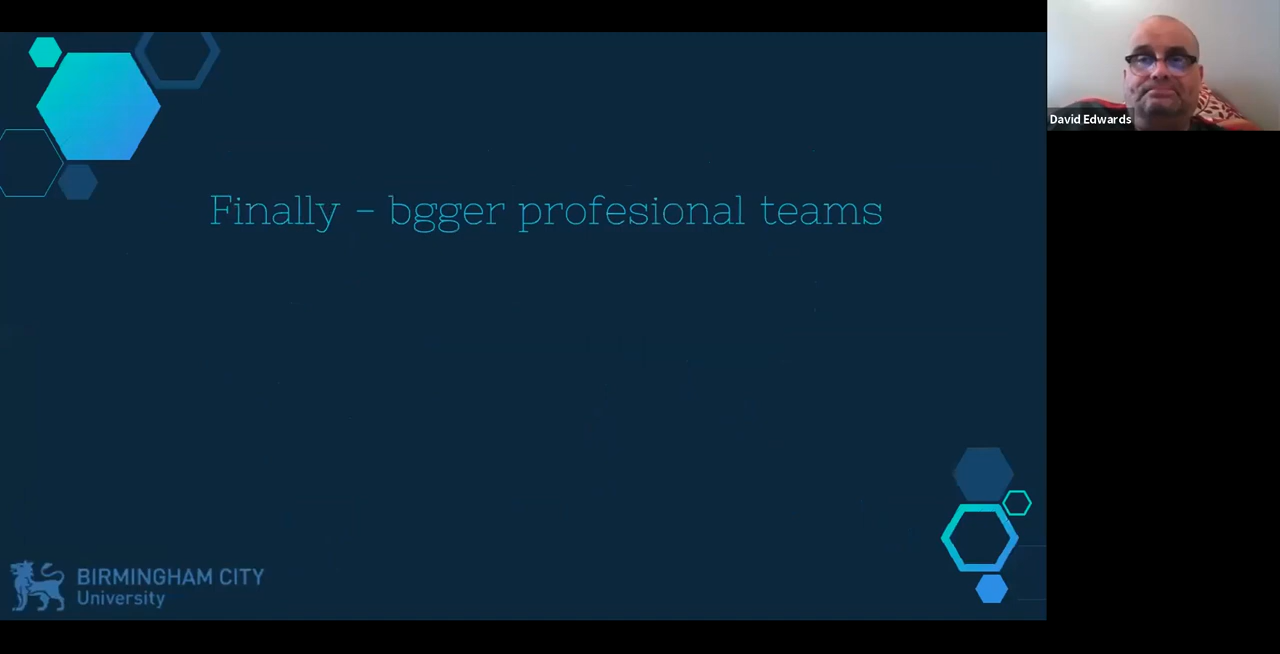 Finally - bgger profesional teams
David Edwards
BIRMINGHAM CITY
University